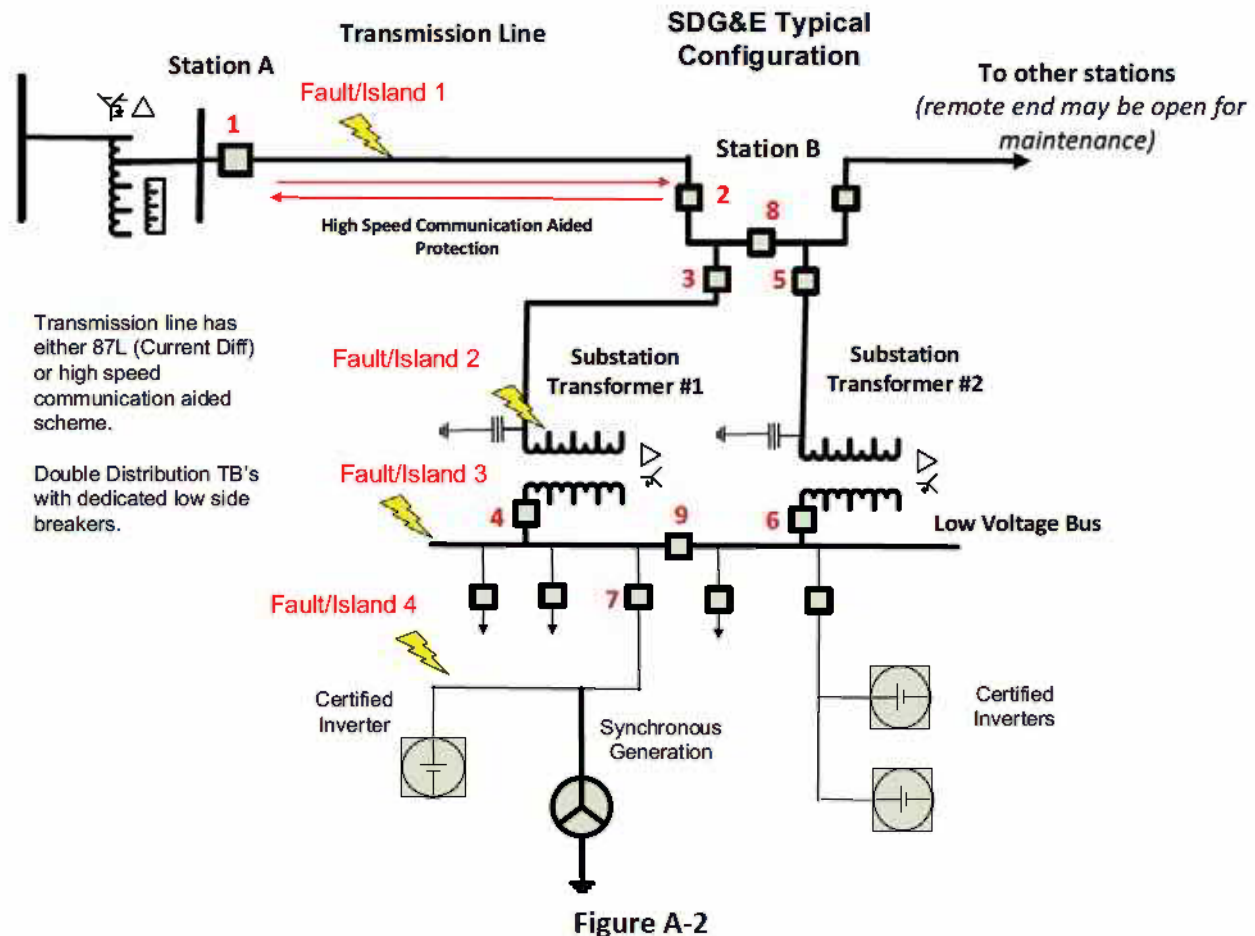 SDG&E Typical
Configuration
Transmission Line
Station A
Fault/Island 1
To other stations
(remote end may be open for
maintenance)
1
Station B
2
8
High Speed Communication Aided
Protection
3
5
Transmission line has
either 87L (Current Diff)
or high speed
communication aided
scheme.
Double Distribution TB's
with dedicated low side
breakers.
Fault/Island 2
Substation
Transformer #1
Substation
Transformer #2
Fault/Island 3
4
9
6
Low Voltage Bus
Fault/Island 4
7
Certified
Inverter
Synchronous
Generation
Certified
Inverters
Figure A-2